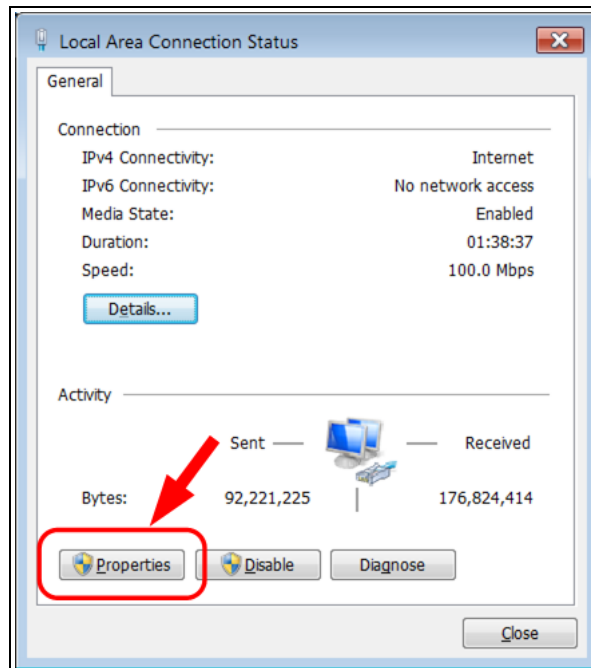 Local Area Connection Status
General
Connection
IPv4 Connectivity: Internet
IPv6 Connectivity: No network access
Media State: Enabled
Duration: 01:38:37
Speed: 100.0 Mbps
Details...
Activity
Sent Received
Bytes: 92,221,225 176,824,414
Properties Disable Diagnose
Close